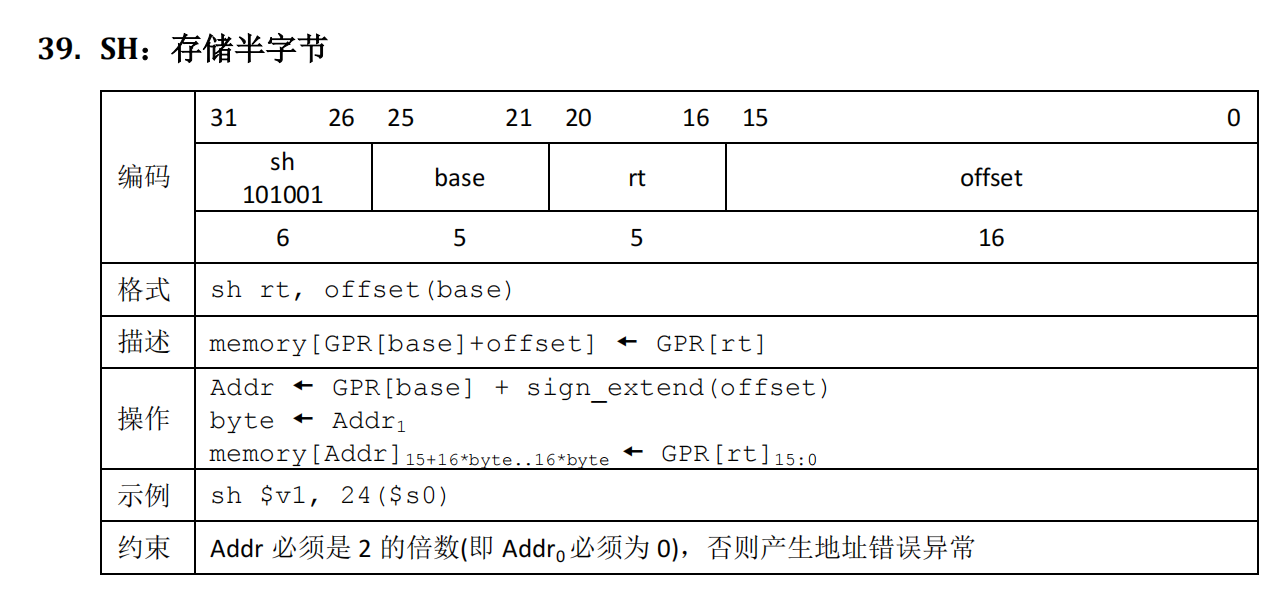 39. SH：存储半字节
31 26 25 21 20 16 15 0
编码
sh
101001
base rt offset
6 5 5 16
格式 sh rt, offset(base)
描述 memory[GPR[base]+offset] ← GPR[rt]
操作
Addr ← GPR[base] + sign_extend(offset)
byte ← Addr₁
memory[Addr]15+16*byte..16*byte ← GPR[rt]15:0
示例 sh $v1, 24($s0)
约束 Addr 必须是 2 的倍数(即 Addr₀ 必须为 0)，否则产生地址错误异常